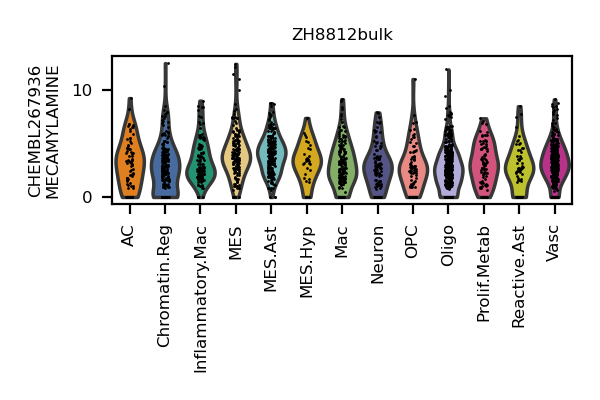 ZH8812bulk
CHEMBL267936
MECAMYLAMINE
10
0
AC
Chromatin.Reg
Inflammatory.Mac
MES
MES.Ast
MES.Hyp
Mac
Neuron
OPC
Oligo
Prolif.Metab
Reactive.Ast
Vasc